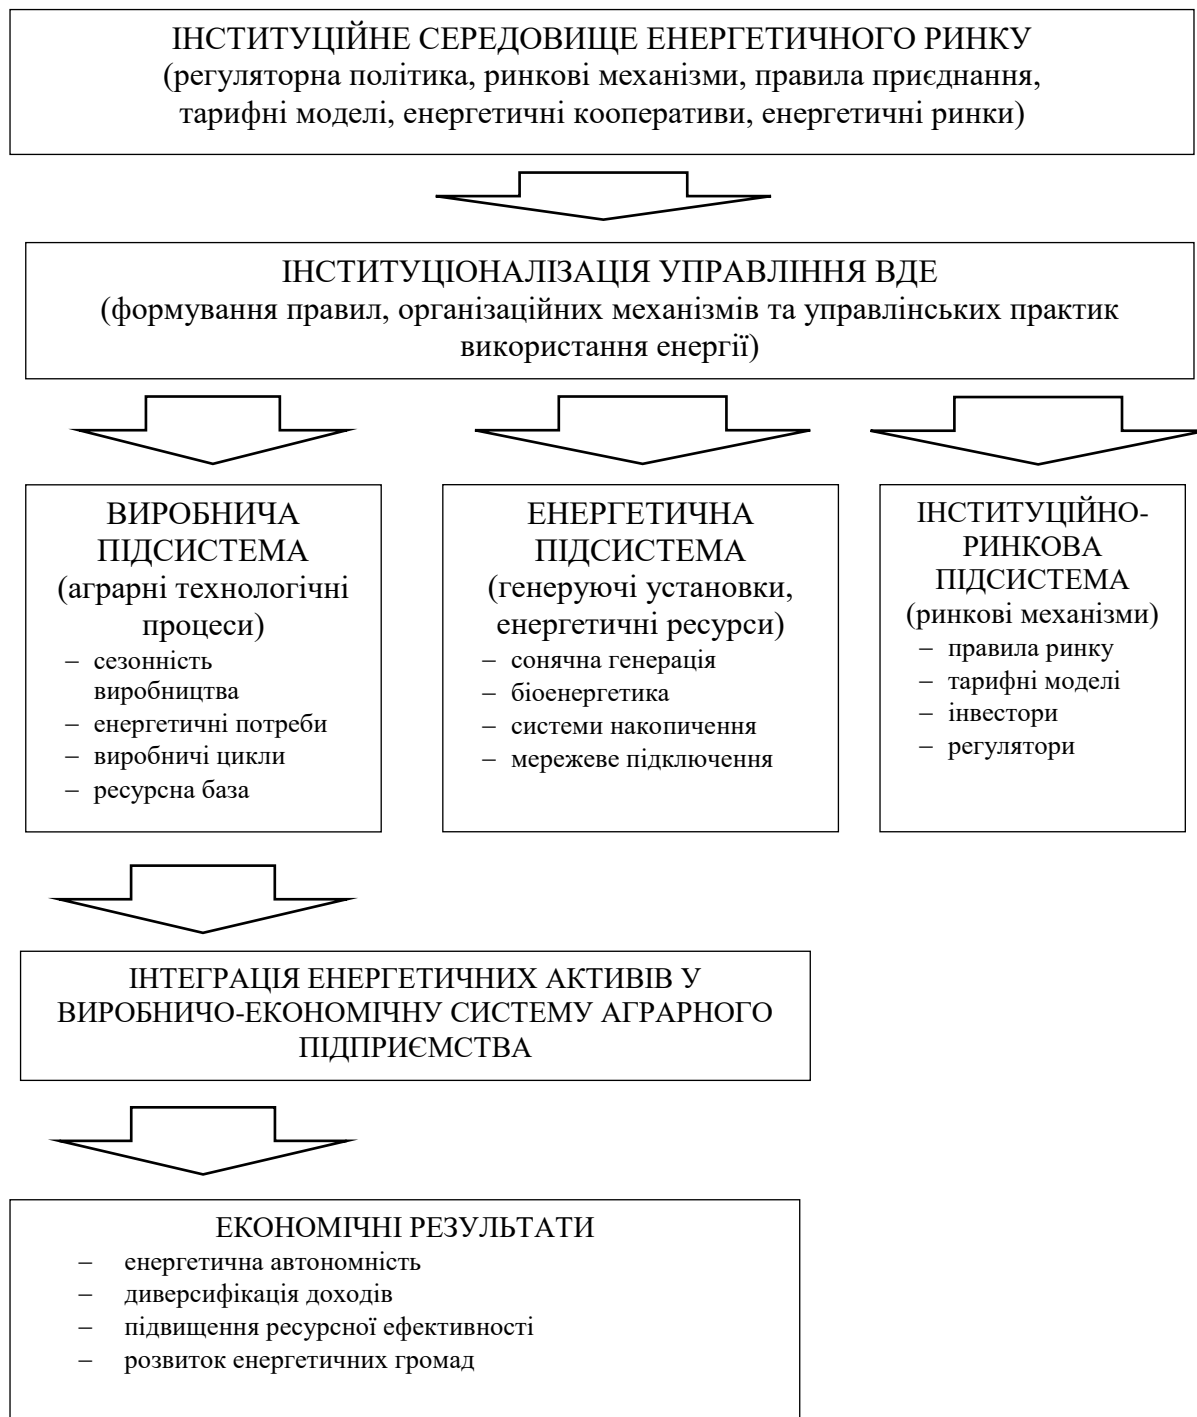 ІНСТИТУЦІЙНЕ СЕРЕДОВИЩЕ ЕНЕРГЕТИЧНОГО РИНКУ
(регуляторна політика, ринкові механізми, правила приєднання,
тарифні моделі, енергетичні кооперативи, енергетичні ринки)
ІНСТИТУЦІОНАЛІЗАЦІЯ УПРАВЛІННЯ ВДЕ
(формування правил, організаційних механізмів та управлінських практик
використання енергії)
ВИРОБНИЧА
ПІДСИСТЕМА
(аграрні технологічні
процеси)
– сезонність
виробництва
– енергетичні потреби
– виробничі цикли
– ресурсна база
ЕНЕРГЕТИЧНА
ПІДСИСТЕМА
(генеруючі установки,
енергетичні ресурси)
– сонячна генерація
– біоенергетика
– системи накопичення
– мережеве підключення
ІНСТИТУЦІЙНО-
РИНКОВА
ПІДСИСТЕМА
(ринкові механізми)
– правила ринку
– тарифні моделі
– інвестори
– регулятори
ІНТЕГРАЦІЯ ЕНЕРГЕТИЧНИХ АКТИВІВ У
ВИРОБНИЧО-ЕКОНОМІЧНУ СИСТЕМУ АГРАРНОГО
ПІДПРИЄМСТВА
ЕКОНОМІЧНІ РЕЗУЛЬТАТИ
– енергетична автономність
– диверсифікація доходів
– підвищення ресурсної ефективності
– розвиток енергетичних громад